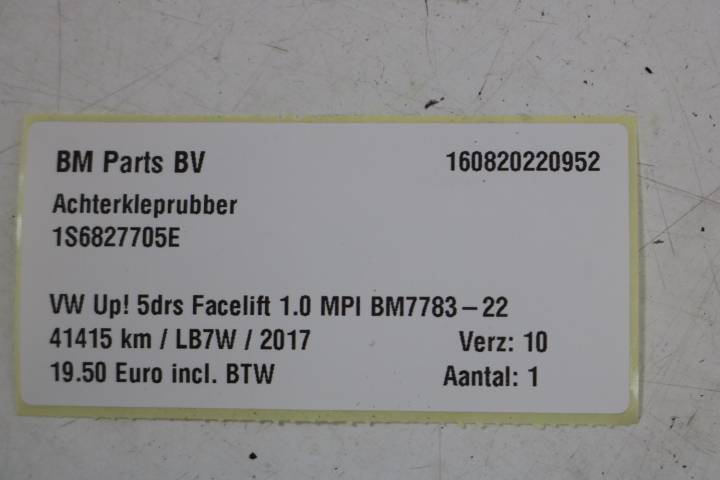 BM Parts BV 160820220952
Achterkleprubber
1S6827705E
VW Up! 5drs Facelift 1.0 MPI BM7783-22
41415 km / LB7W / 2017 Verz: 10
19.50 Euro incl. BTW Aantal: 1